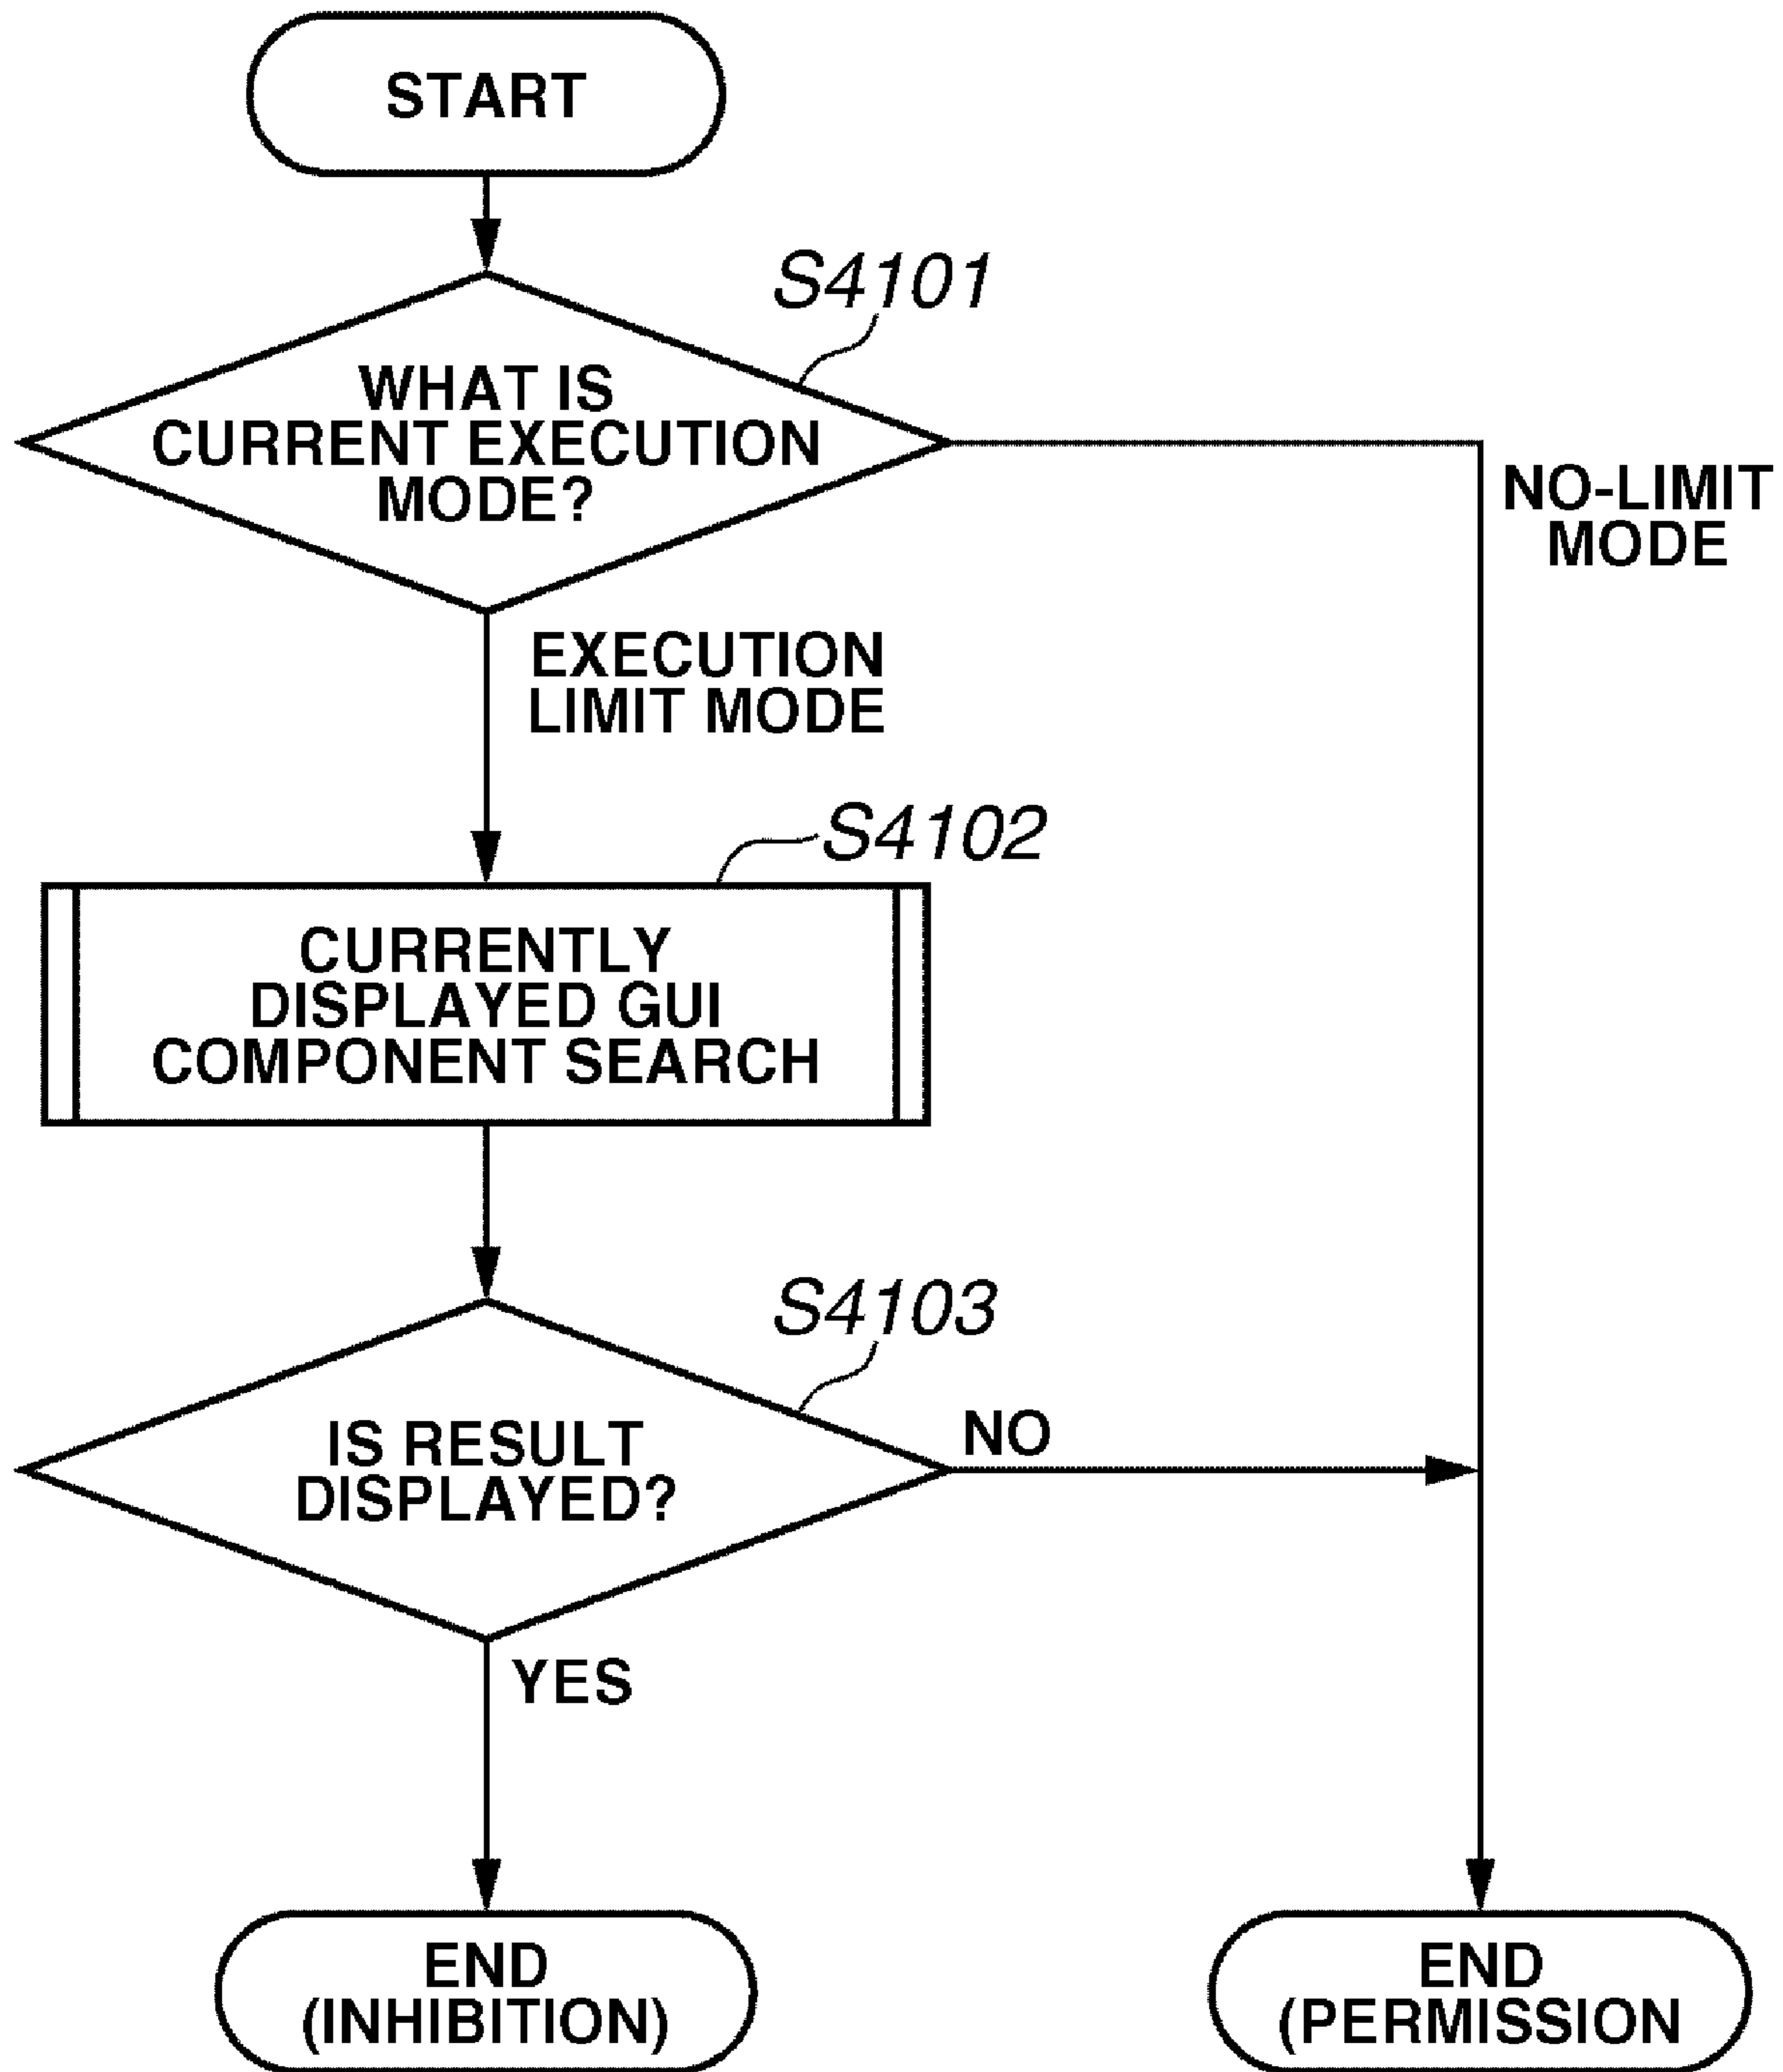 START
S4101
WHAT IS
CURRENT EXECUTION
MODE?
NO-LIMIT
MODE
EXECUTION
LIMIT MODE
S4102
CURRENTLY
DISPLAYED GUI
COMPONENT SEARCH
S4103
IS RESULT
DISPLAYED?
NO
YES
END
(INHIBITION)
END
(PERMISSION